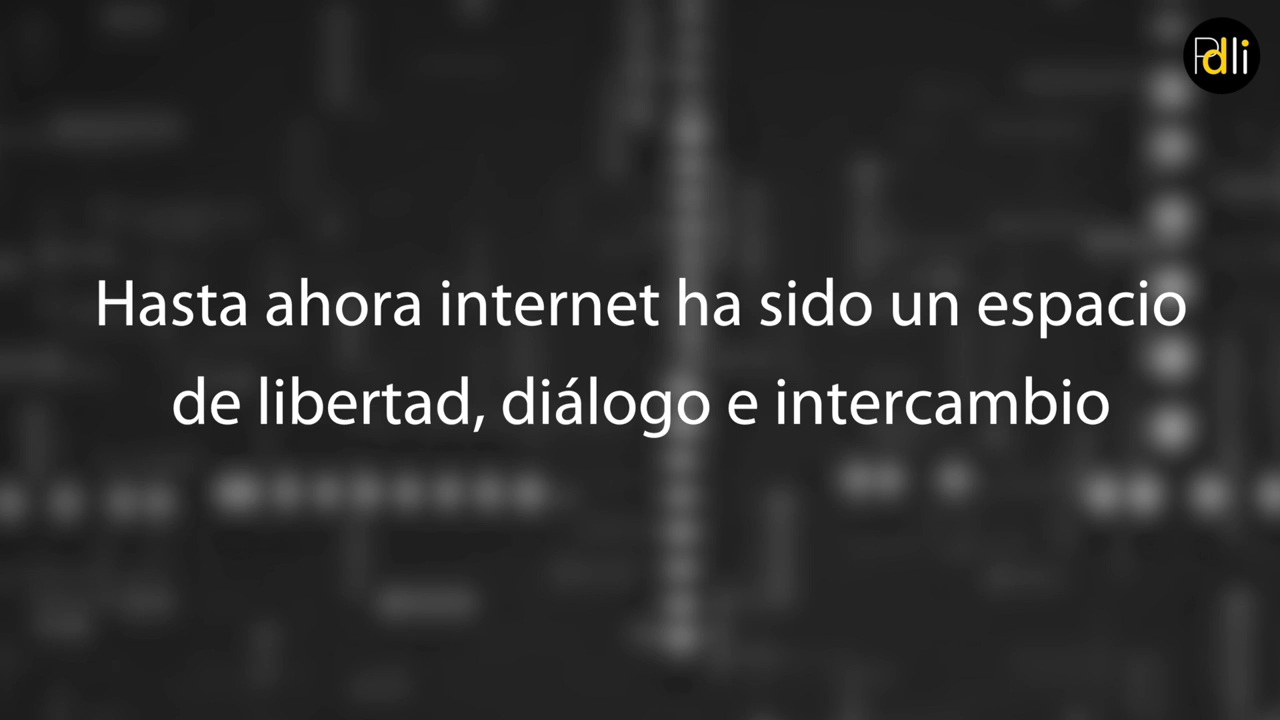 Pdli
Hasta ahora internet ha sido un espacio
de libertad, diálogo e intercambio